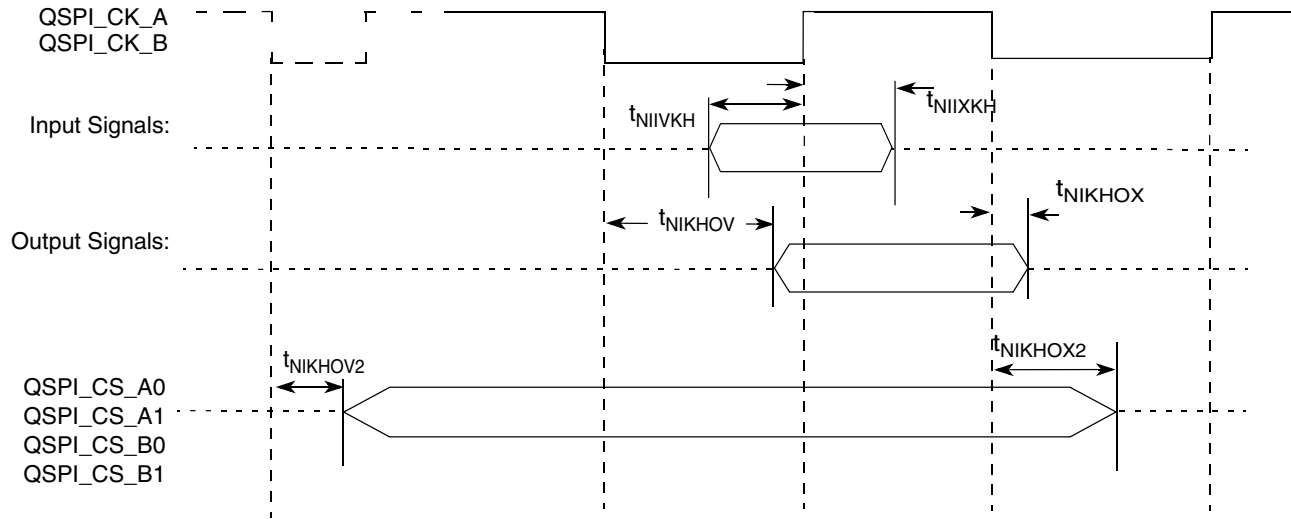 QSPI_CK_A
QSPI_CK_B
tNIIVKH
tNIIXKH
Input Signals:
tNIKHOX
tNIKHOV
Output Signals:
tNIKHOV2
tNIKHOX2
QSPI_CS_A0
QSPI_CS_A1
QSPI_CS_B0
QSPI_CS_B1